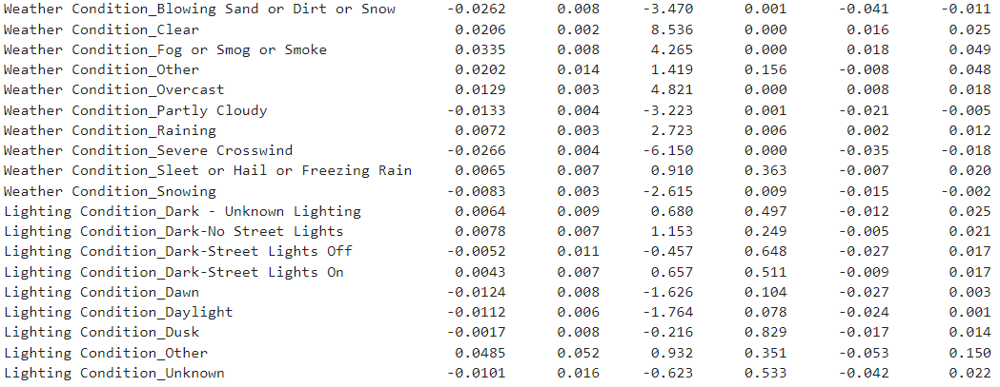 Weather Condition_Blowing Sand or Dirt or Snow -0.0262 0.008 -3.470 0.001 -0.041 -0.011
Weather Condition_Clear 0.0206 0.002 8.536 0.000 0.016 0.025
Weather Condition_Fog or Smog or Smoke 0.0335 0.008 4.265 0.000 0.018 0.049
Weather Condition_Other 0.0202 0.014 1.419 0.156 -0.008 0.048
Weather Condition_Overcast 0.0129 0.003 4.821 0.000 0.008 0.018
Weather Condition_Partly Cloudy -0.0133 0.004 -3.223 0.001 -0.021 -0.005
Weather Condition_Raining 0.0072 0.003 2.723 0.006 0.002 0.012
Weather Condition_Severe Crosswind -0.0266 0.004 -6.150 0.000 -0.035 -0.018
Weather Condition_Sleet or Hail or Freezing Rain 0.0065 0.007 0.910 0.363 -0.007 0.020
Weather Condition_Snowing -0.0083 0.003 -2.615 0.009 -0.015 -0.002
Lighting Condition_Dark - Unknown Lighting 0.0064 0.009 0.680 0.497 -0.012 0.025
Lighting Condition_Dark-No Street Lights 0.0078 0.007 1.153 0.249 -0.005 0.021
Lighting Condition_Dark-Street Lights Off -0.0052 0.011 -0.457 0.648 -0.027 0.017
Lighting Condition_Dark-Street Lights On 0.0043 0.007 0.657 0.511 -0.009 0.017
Lighting Condition_Dawn -0.0124 0.008 -1.626 0.104 -0.027 0.003
Lighting Condition_Daylight -0.0112 0.006 -1.764 0.078 -0.024 0.001
Lighting Condition_Dusk -0.0017 0.008 -0.216 0.829 -0.017 0.014
Lighting Condition_Other 0.0485 0.052 0.932 0.351 -0.053 0.150
Lighting Condition_Unknown -0.0101 0.016 -0.623 0.533 -0.042 0.022